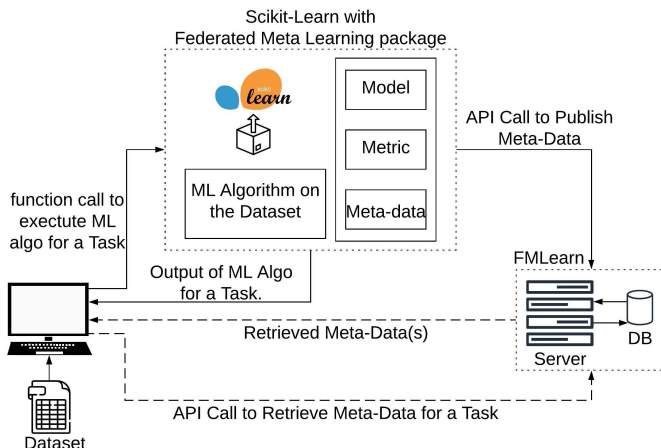 Scikit-Learn with
Federated Meta Learning package
scikit
learn
Model
Metric
Meta-data
ML Algorithm on
the Dataset
API Call to Publish
Meta-Data
function call to
exectute ML
algo for a Task
Output of ML Algo
for a Task.
FMLearn
Retrieved Meta-Data(s)
DB
Server
API Call to Retrieve Meta-Data for a Task
Dataset